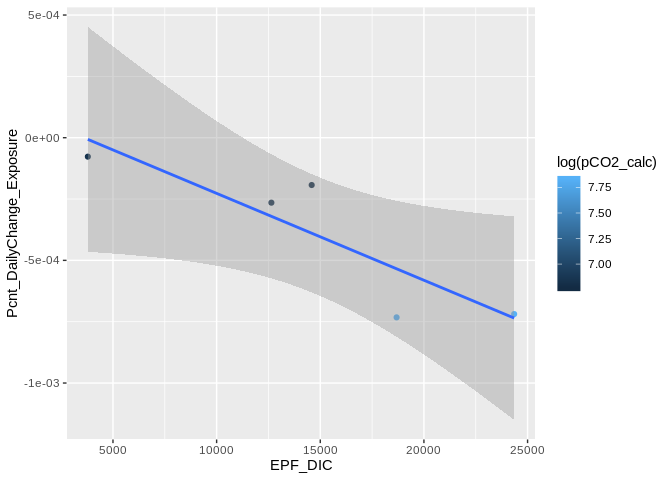 5e-04
0e+00
-5e-04
-1e-03
Pcnt_DailyChange_Exposure
5000
10000
15000
20000
25000
EPF_DIC
log(pCO2_calc)
7.75
7.50
7.25
7.00